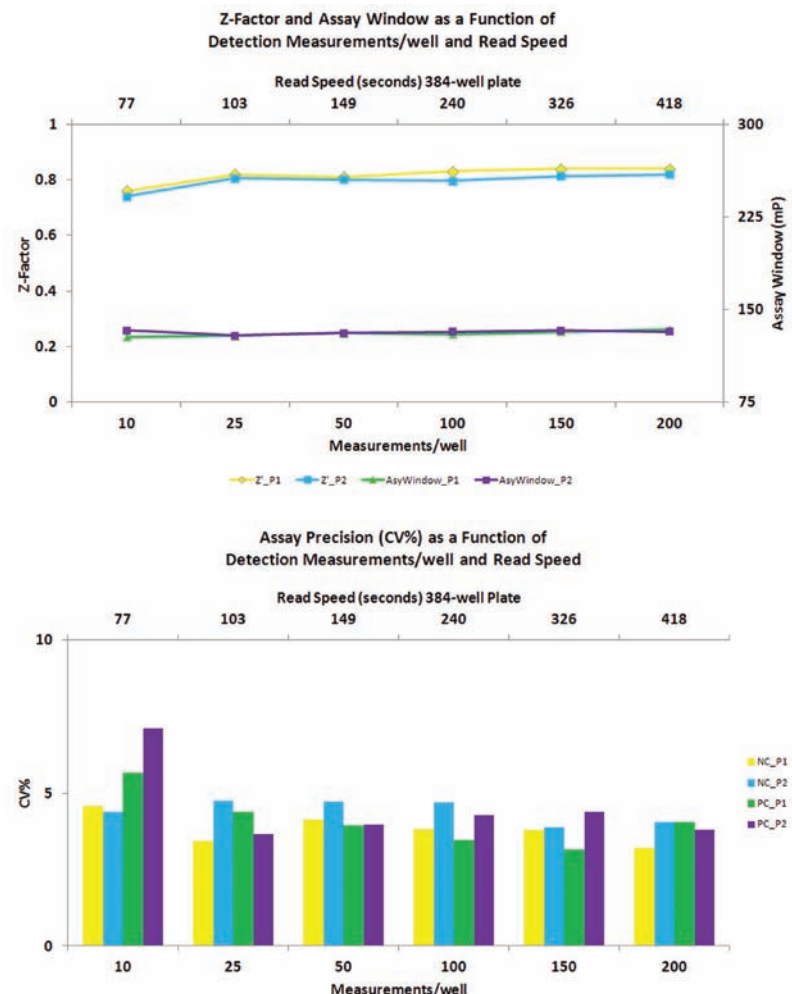 Z-Factor and Assay Window as a Function of
Detection Measurements/well and Read Speed
Read Speed (seconds) 384-well plate
77 103 149 240 326 418
1 300
0.8
225
0.6
Z-Factor
Assay Window (mP)
0.4
150
0.2
0 75
10 25 50 100 150 200
Measurements/well
Z'_P1 Z'_P2 AsyWindow_P1 AsyWindow_P2
Assay Precision (CV%) as a Function of
Detection Measurements/well and Read Speed
Read Speed (seconds) 384-well Plate
77 103 149 240 326 418
10
NC_P1
NC_P2
PC_P1
PC_P2
CV%
5
0
10 25 50 100 150 200
Measurements/well